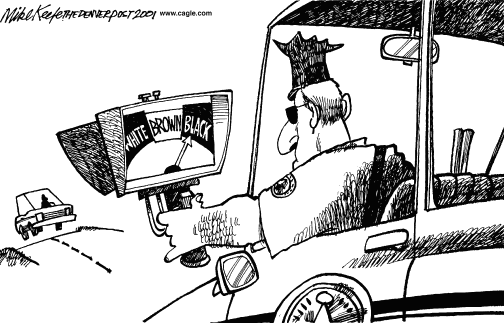 Mike Keefe THE DENVER POST 2001 www.cagle.com
WHITE BROWN BLACK